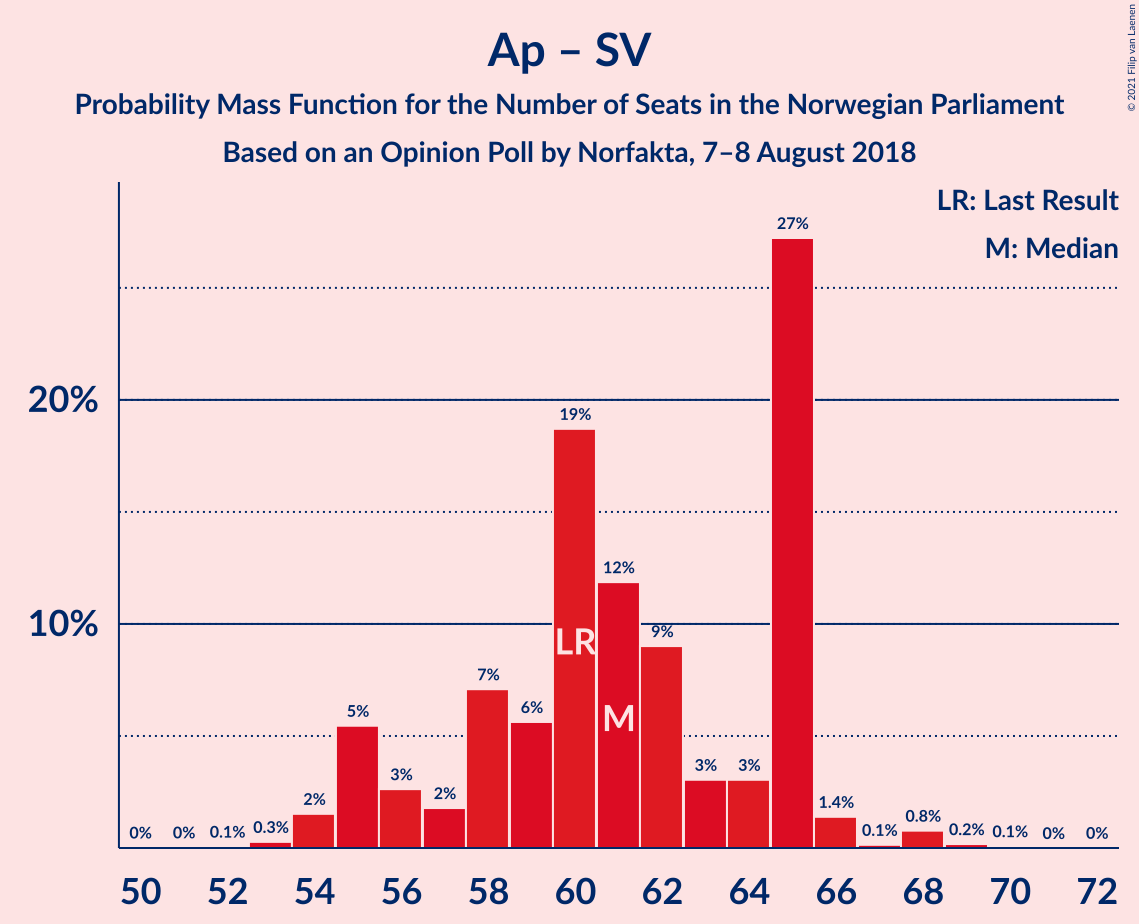 Ap – SV
Probability Mass Function for the Number of Seats in the Norwegian Parliament
Based on an Opinion Poll by Norfakta, 7–8 August 2018
© 2021 Filip van Laenen
LR: Last Result
M: Median
20%
10%
0% 0% 0.1% 0.3% 2% 5% 3% 2% 7% 6% 19% 12% 9% 3% 3% 27% 1.4% 0.1% 0.8% 0.2% 0.1% 0% 0%
LR
M
50 52 54 56 58 60 62 64 66 68 70 72